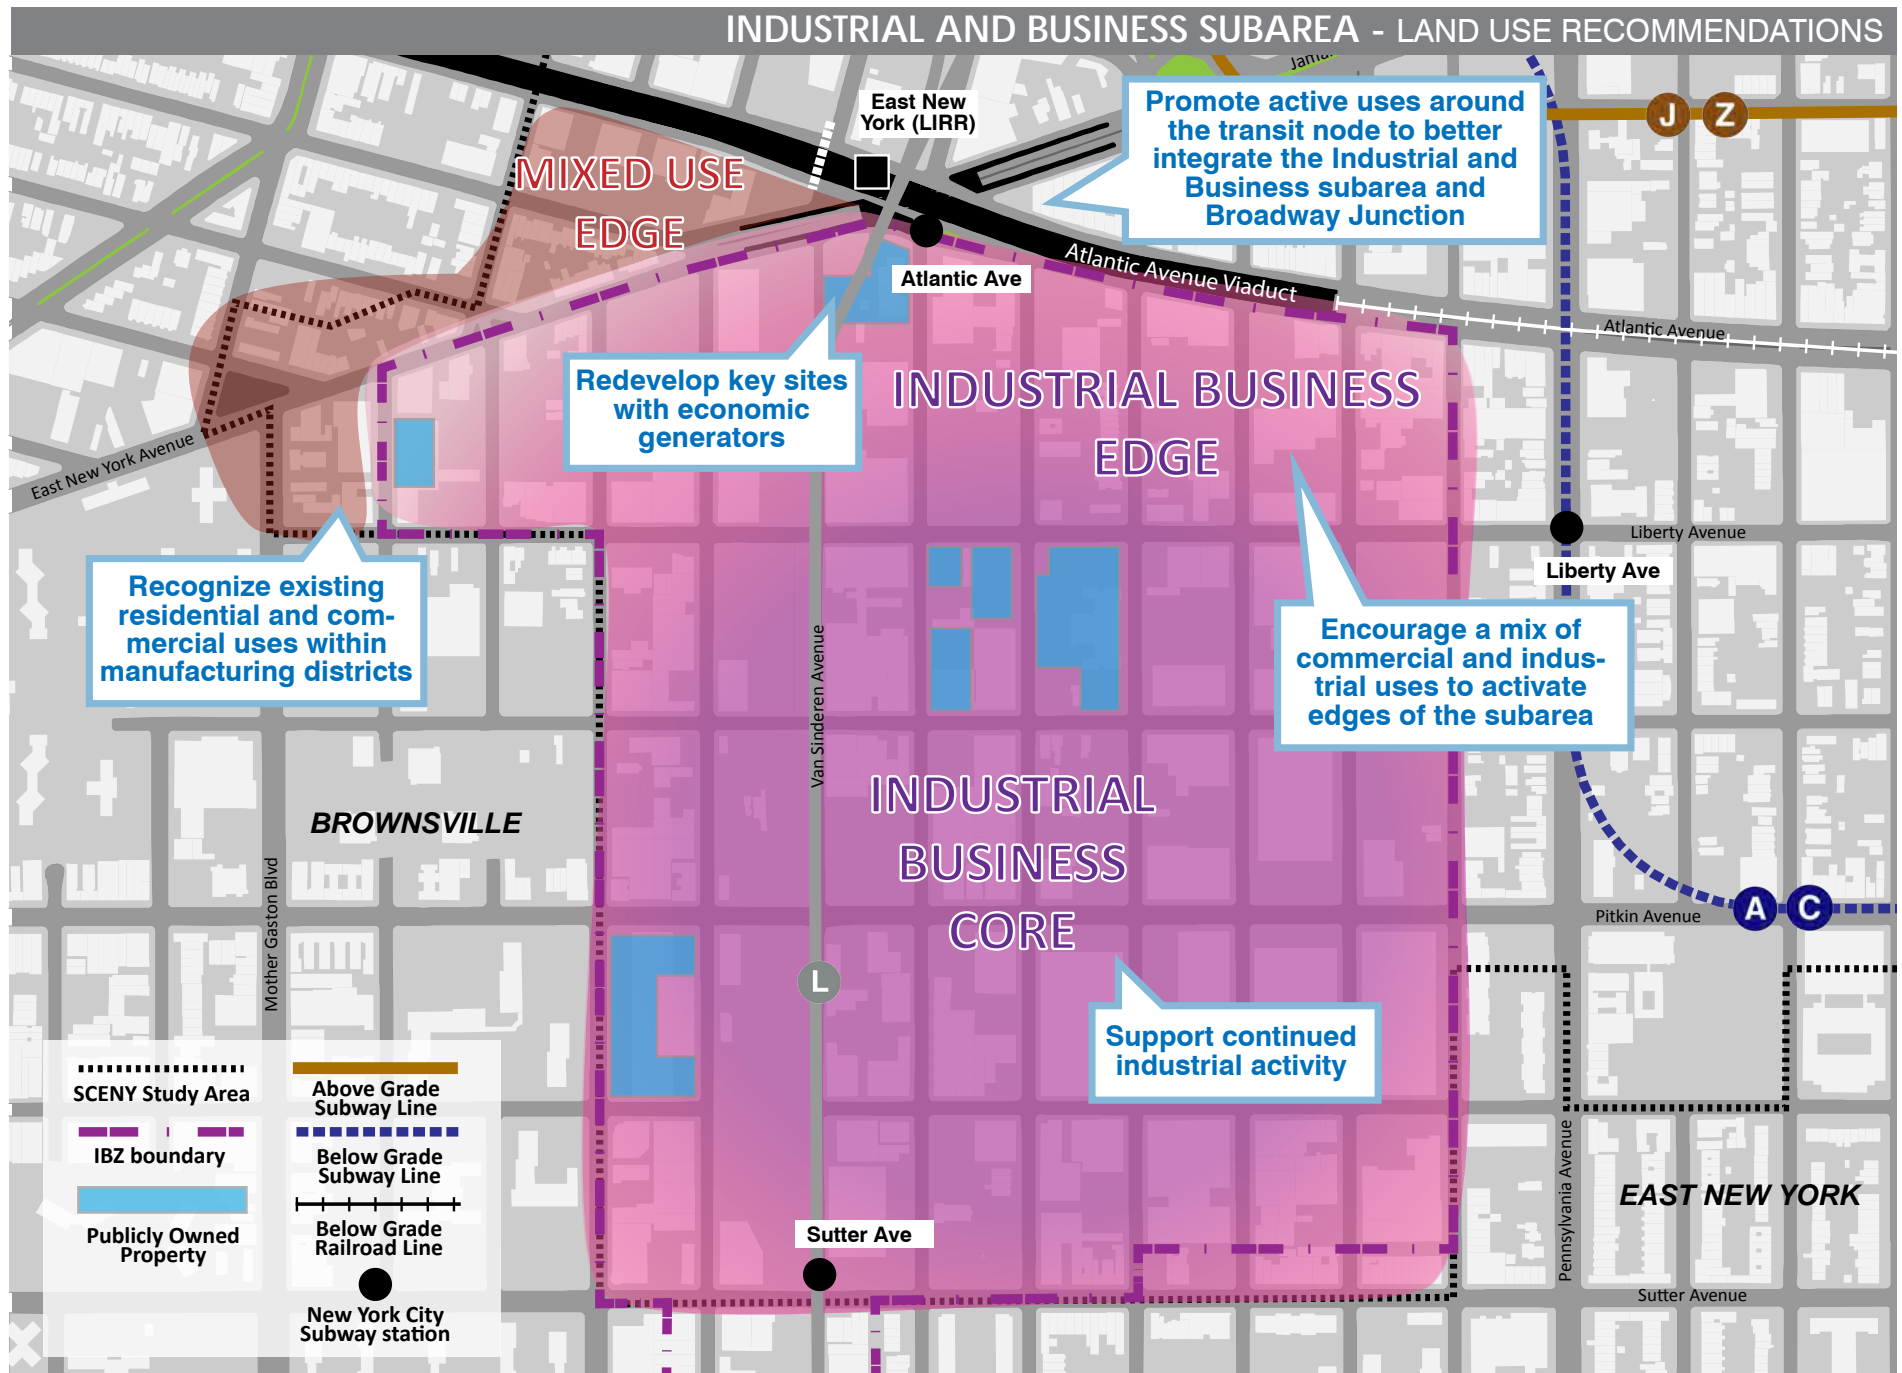 INDUSTRIAL AND BUSINESS SUBAREA - LAND USE RECOMMENDATIONS
East New
York (LIRR)
Promote active uses around
the transit node to better
integrate the Industrial and
Business subarea and
Broadway Junction
J
Z
MIXED USE
EDGE
Atlantic Ave
Atlantic Avenue Viaduct
Atlantic Avenue
Redevelop key sites
with economic
generators
INDUSTRIAL BUSINESS
EDGE
East New York Avenue
Liberty Avenue
Liberty Ave
Recognize existing
residential and com-
mercial uses within
manufacturing districts
Encourage a mix of
commercial and indus-
trial uses to activate
edges of the subarea
Van Sinderen Avenue
INDUSTRIAL
BUSINESS
CORE
BROWNSVILLE
Mother Gaston Blvd
Pitkin Avenue
A
C
L
Support continued
industrial activity
SCENY Study Area
IBZ boundary
Publicly Owned
Property
Above Grade
Subway Line
Below Grade
Subway Line
Below Grade
Railroad Line
New York City
Subway station
Sutter Ave
Pennsylvania Avenue
EAST NEW YORK
Sutter Avenue